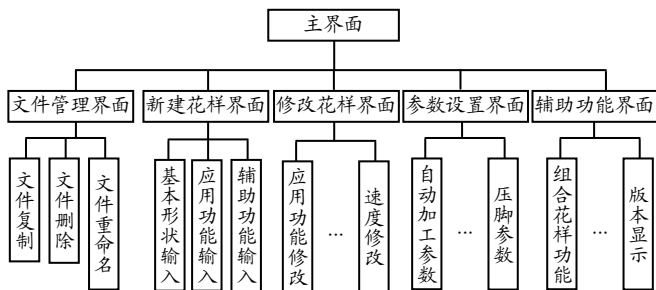 主界面
文件管理界面
新建花样界面
修改花样界面
参数设置界面
辅助功能界面
文件复制
文件删除
文件重命名
基本形状输入
应用功能输入
辅助功能输入
应用功能修改
...
速度修改
自动加工参数
...
压脚参数
组合花样功能
...
版本显示